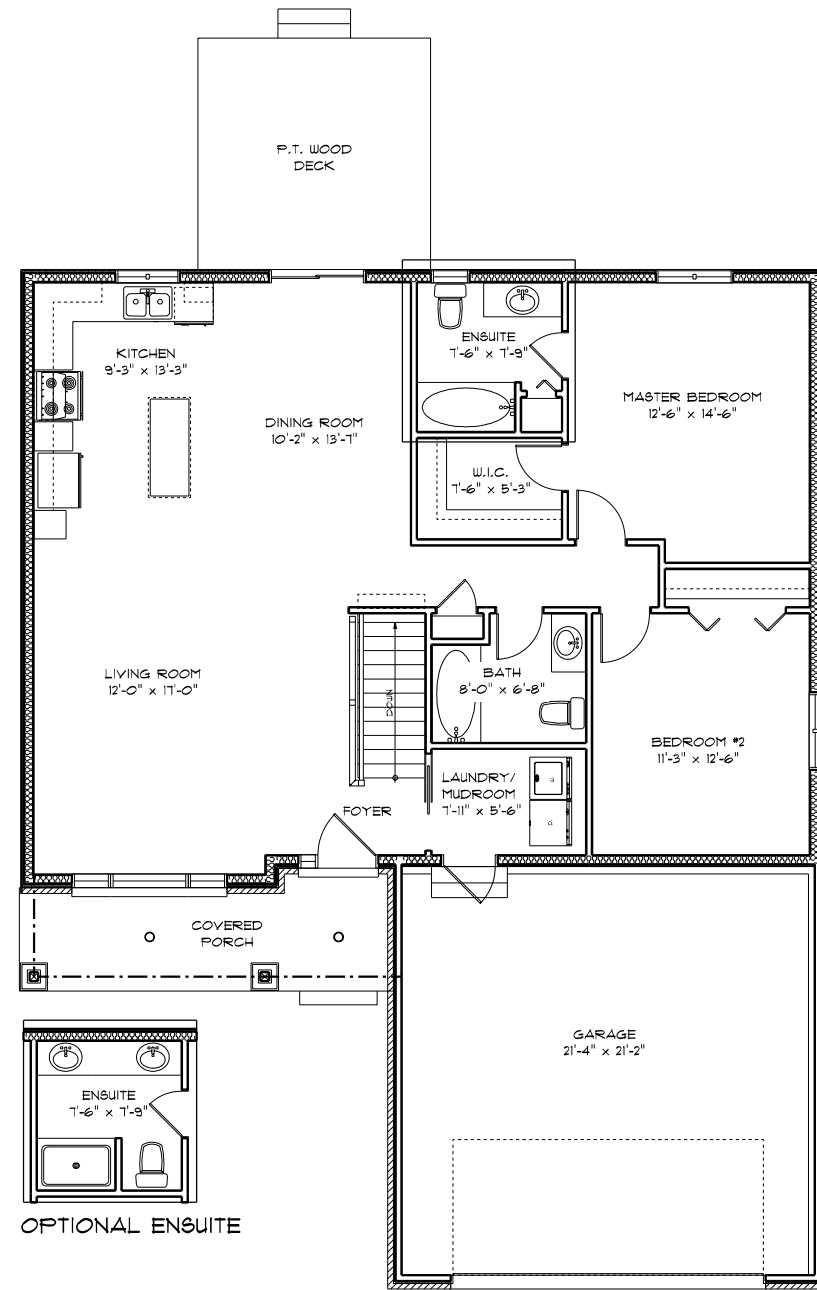 P.T. WOOD
DECK
KITCHEN
9'-3" x 13'-3"
ENSUITE
7'-6" x 7'-9"
DINING ROOM
10'-2" x 13'-7"
MASTER BEDROOM
12'-6" x 14'-6"
W.I.C.
7'-6" x 5'-3"
LIVING ROOM
12'-0" x 17'-0"
DOWN
BATH
8'-0" x 6'-8"
BEDROOM #2
11'-3" x 12'-6"
LAUNDRY/
MUDROOM
7'-11" x 5'-6"
FOYER
COVERED
PORCH
GARAGE
21'-4" x 21'-2"
ENSUITE
7'-6" x 7'-9"
OPTIONAL ENSUITE